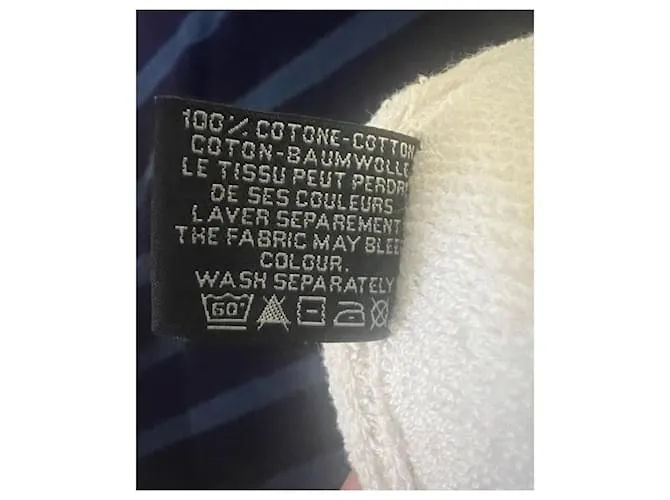 100% COTONE-COTTON
COTON-BAUMWOLLE
LE TISSU PEUT PERDR
DE SES COULEURS
LAVER SEPAREMENT
THE FABRIC MAY BLEE
COLOUR.
WASH SEPARATELY
60°